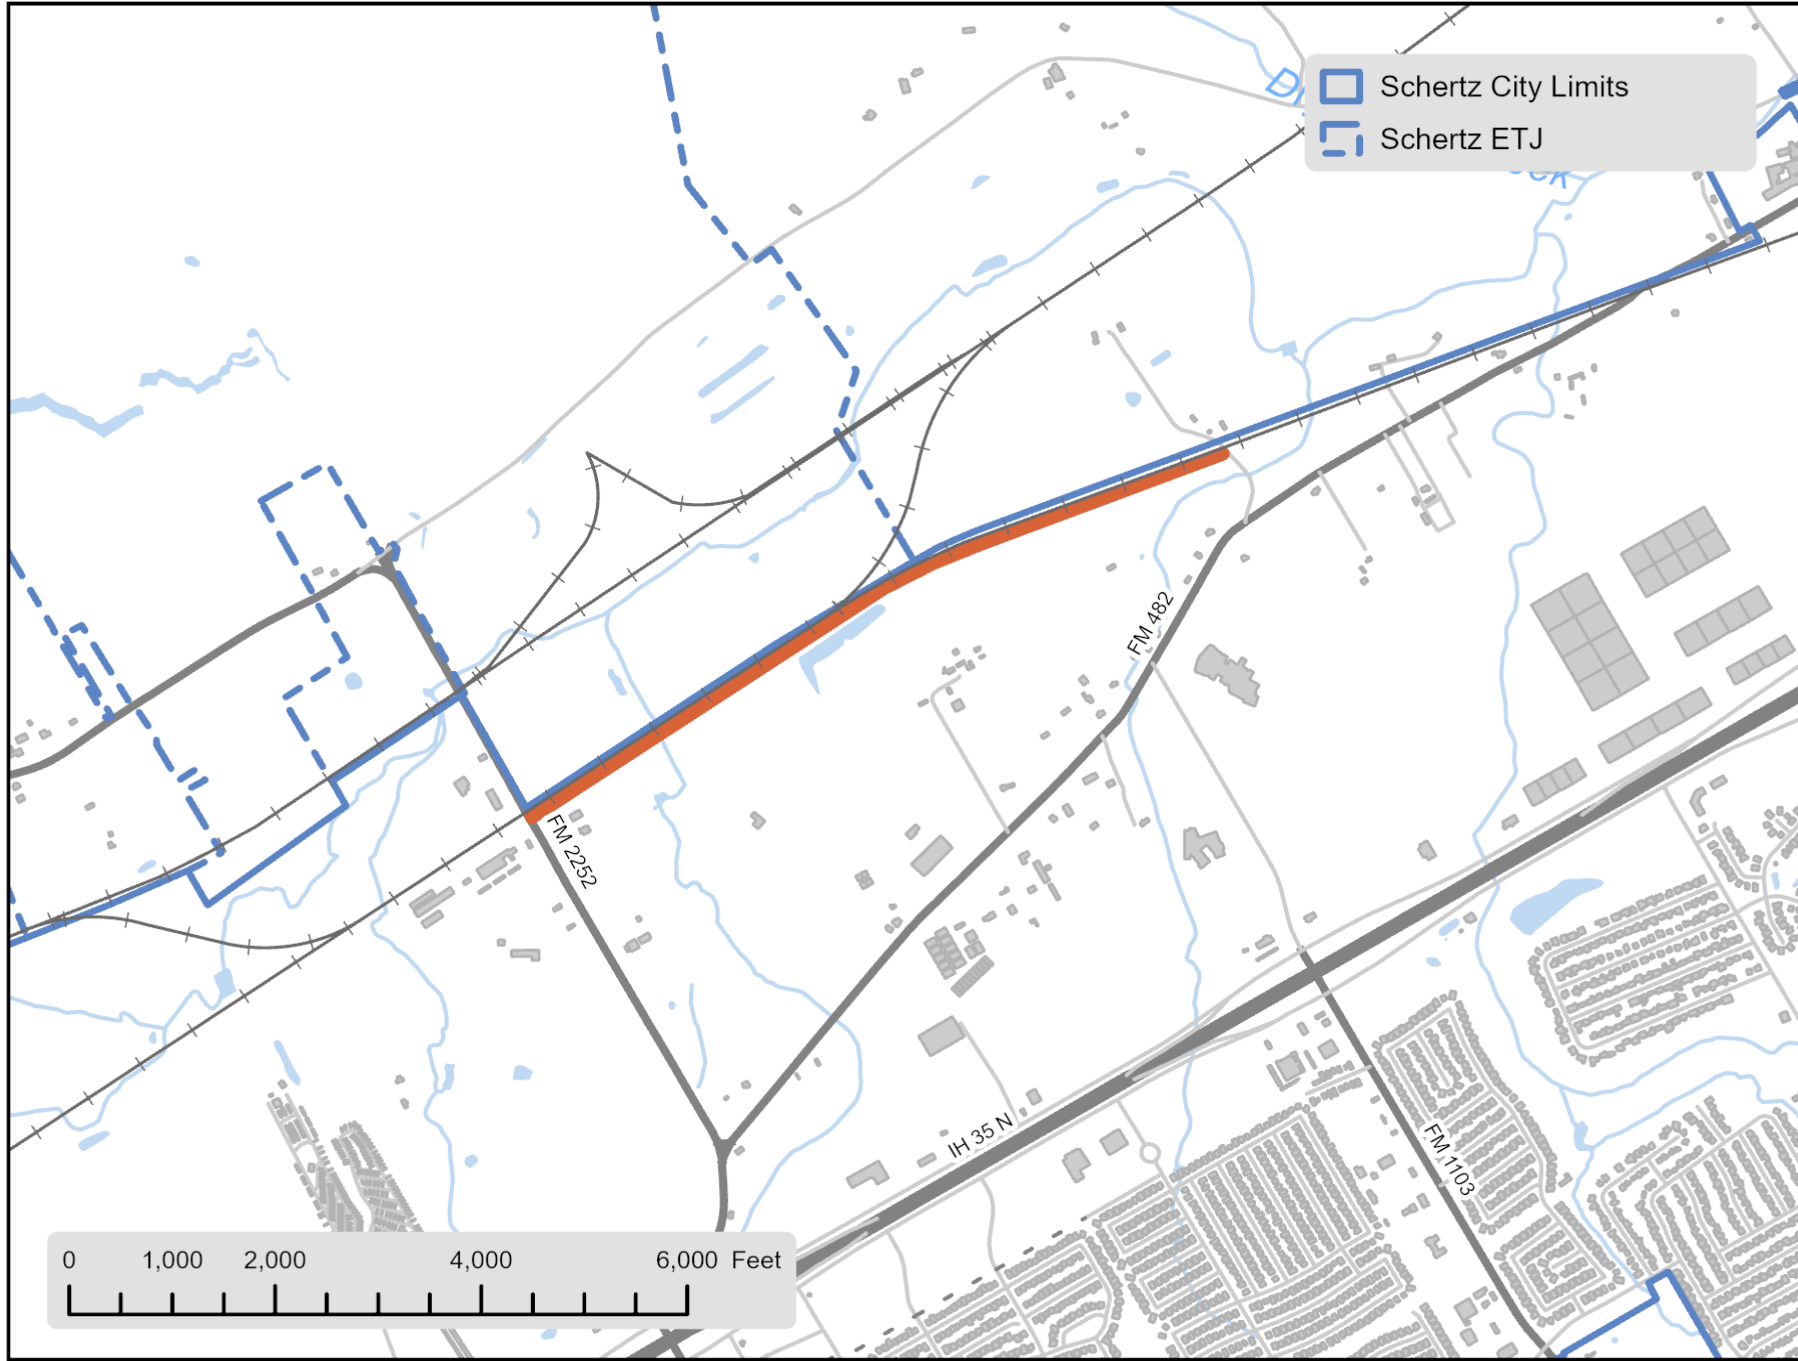 Schertz City Limits
Schertz ETJ
FM 482
FM 2252
IH 35 N
FM 1103
0 1,000 2,000 4,000 6,000 Feet